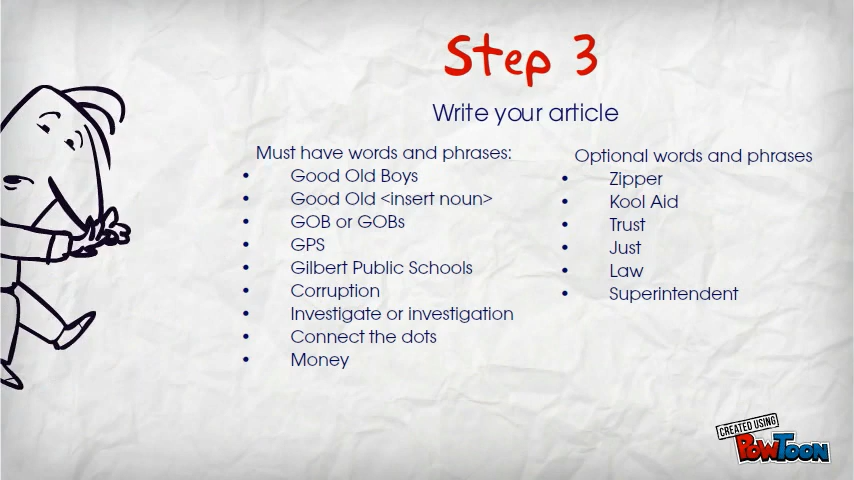 Step 3
Write your article
Must have words and phrases:
• Good Old Boys
• Good Old <insert noun>
• GOB or GOBs
• GPS
• Gilbert Public Schools
• Corruption
• Investigate or investigation
• Connect the dots
• Money
Optional words and phrases
• Zipper
• Kool Aid
• Trust
• Just
• Law
• Superintendent
CREATED USING
POWTOON